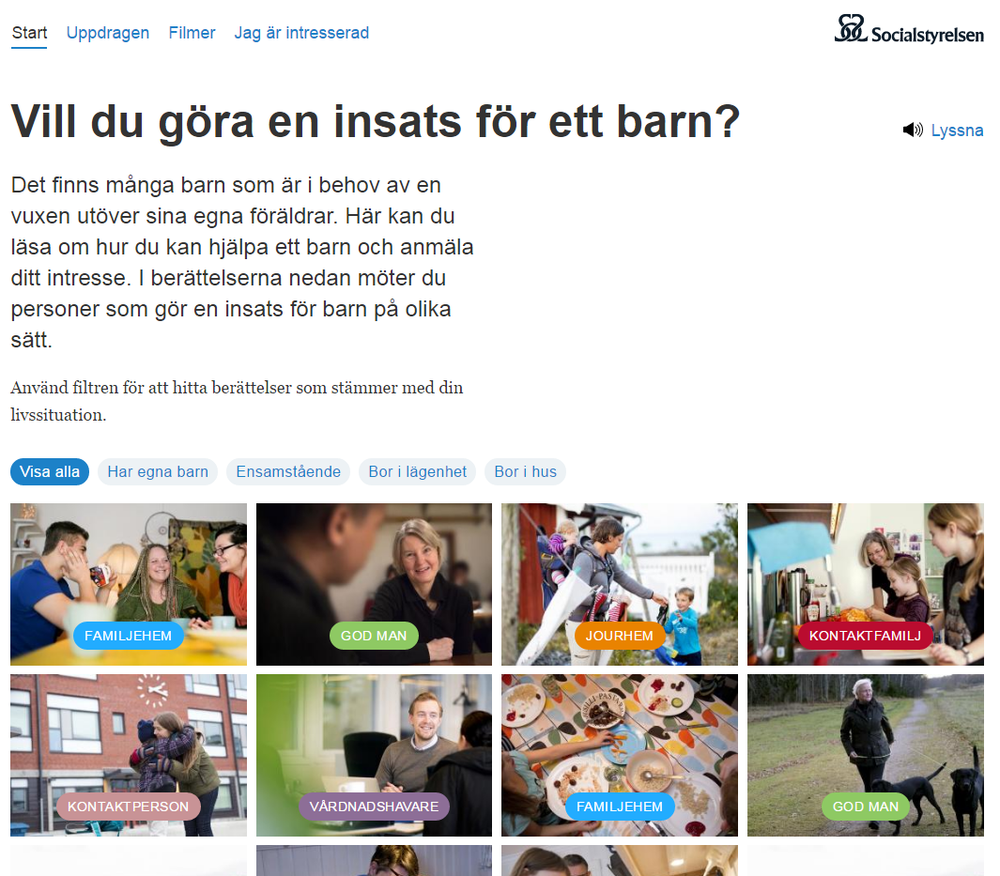 Start Uppdragen Filmer Jag är intresserad
Socialstyrelsen
Vill du göra en insats för ett barn?
Lyssna
Det finns många barn som är i behov av en
vuxen utöver sina egna föräldrar. Här kan du
läsa om hur du kan hjälpa ett barn och anmäla
ditt intresse. I berättelserna nedan möter du
personer som gör en insats för barn på olika
sätt.
Använd filtren för att hitta berättelser som stämmer med din
livssituation.
Visa alla Har egna barn Ensamstående Bor i lägenhet Bor i hus
FAMILJEHEM
GOD MAN
JOURHEM
KONTAKTFAMILJ
KONTAKTPERSON
VÅRDNADSHAVARE
FAMILJEHEM
GOD MAN